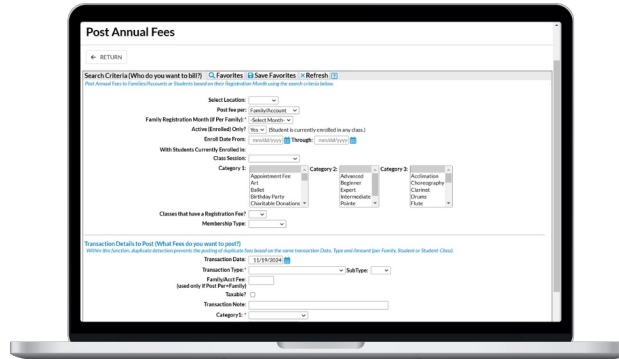 Post Annual Fees
← RETURN
Search Criteria (Who do you want to bill?) Favorites Save Favorites × Refresh ?
Post Annual Fees to Families/Accounts or Students based on their Registration Month using the search criteria below.
Select Location:
Post fee per: Family/Account
Family Registration Month (if Per Family):* -Select Month-
Active (Enrolled) Only? Yes (Student is currently enrolled in any class.)
Enroll Date From: mm/dd/yyyy Through: mm/dd/yyyy
With Students Currently Enrolled in:
Class Session:
Category 1: Category 2: Category 3:
Appointment Fee Advanced Acclimation
Art Beginner Choreography
Ballet Expert Clarinet
Birthday Party Intermediate Drums
Charitable Donations Pointe Flute
Classes that have a Registration Fee?
Membership Type:
Transaction Details to Post (What Fees do you want to post?)
Within this function, duplicate detection prevents the posting of duplicate fees based on the same transaction Date, Type and Amount (per Family, Student or Student-Class).
Transaction Date: 11/19/2024
Transaction Type:* SubType:
Family/Acct Fee:
(used only if Post Per=Family)
Taxable?
Transaction Note:
Category1: *